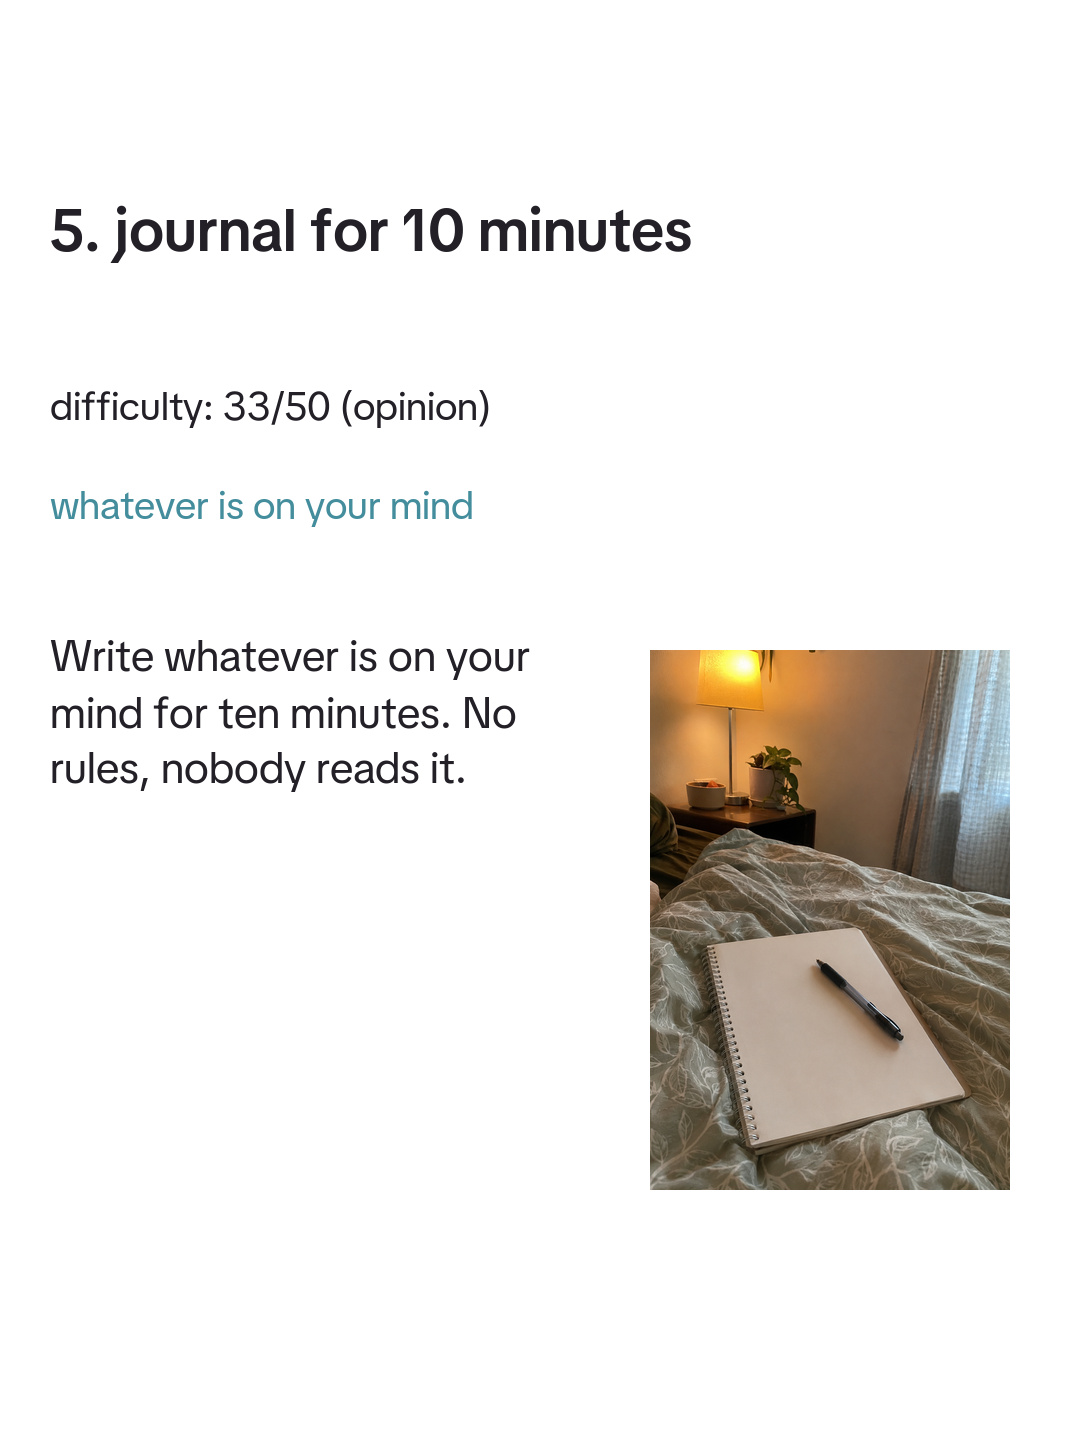 5. journal for 10 minutes
difficulty: 33/50 (opinion)
whatever is on your mind
Write whatever is on your
mind for ten minutes. No
rules, nobody reads it.